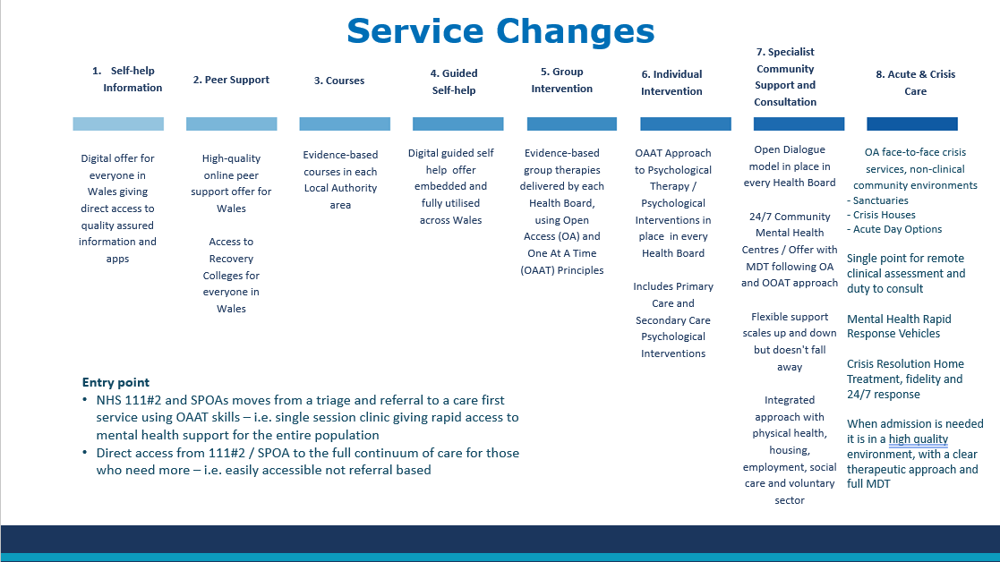 Service Changes
1. Self-help
Information
2. Peer Support
3. Courses
4. Guided
Self-help
5. Group
Intervention
6. Individual
Intervention
7. Specialist
Community
Support and
Consultation
8. Acute & Crisis
Care
Digital offer for
everyone in
Wales giving
direct access to
quality assured
information and
apps
High-quality
online peer
support offer for
Wales
Access to
Recovery
Colleges for
everyone in
Wales
Evidence-based
courses in each
Local Authority
area
Digital guided self
help offer
embedded and
fully utilised
across Wales
Evidence-based
group therapies
delivered by each
Health Board,
using Open
Access (OA) and
One At A Time
(OAAT) Principles
OAAT Approach
to Psychological
Therapy /
Psychological
Interventions in
place in every
Health Board
Includes Primary
Care and
Secondary Care
Psychological
Interventions
Open Dialogue
model in place in
every Health Board
24/7 Community
Mental Health
Centres / Offer with
MDT following OA
and OOAT approach
Flexible support
scales up and down
but doesn't fall
away
Integrated
approach with
physical health,
housing,
employment, social
care and voluntary
sector
OA face-to-face crisis
services, non-clinical
community environments
- Sanctuaries
- Crisis Houses
- Acute Day Options
Single point for remote
clinical assessment and
duty to consult
Mental Health Rapid
Response Vehicles
Crisis Resolution Home
Treatment, fidelity and
24/7 response
When admission is needed
it is in a high quality
environment, with a clear
therapeutic approach and
full MDT
Entry point
• NHS 111#2 and SPOAs moves from a triage and referral to a care first
service using OAAT skills – i.e. single session clinic giving rapid access to
mental health support for the entire population
• Direct access from 111#2 / SPOA to the full continuum of care for those
who need more – i.e. easily accessible not referral based